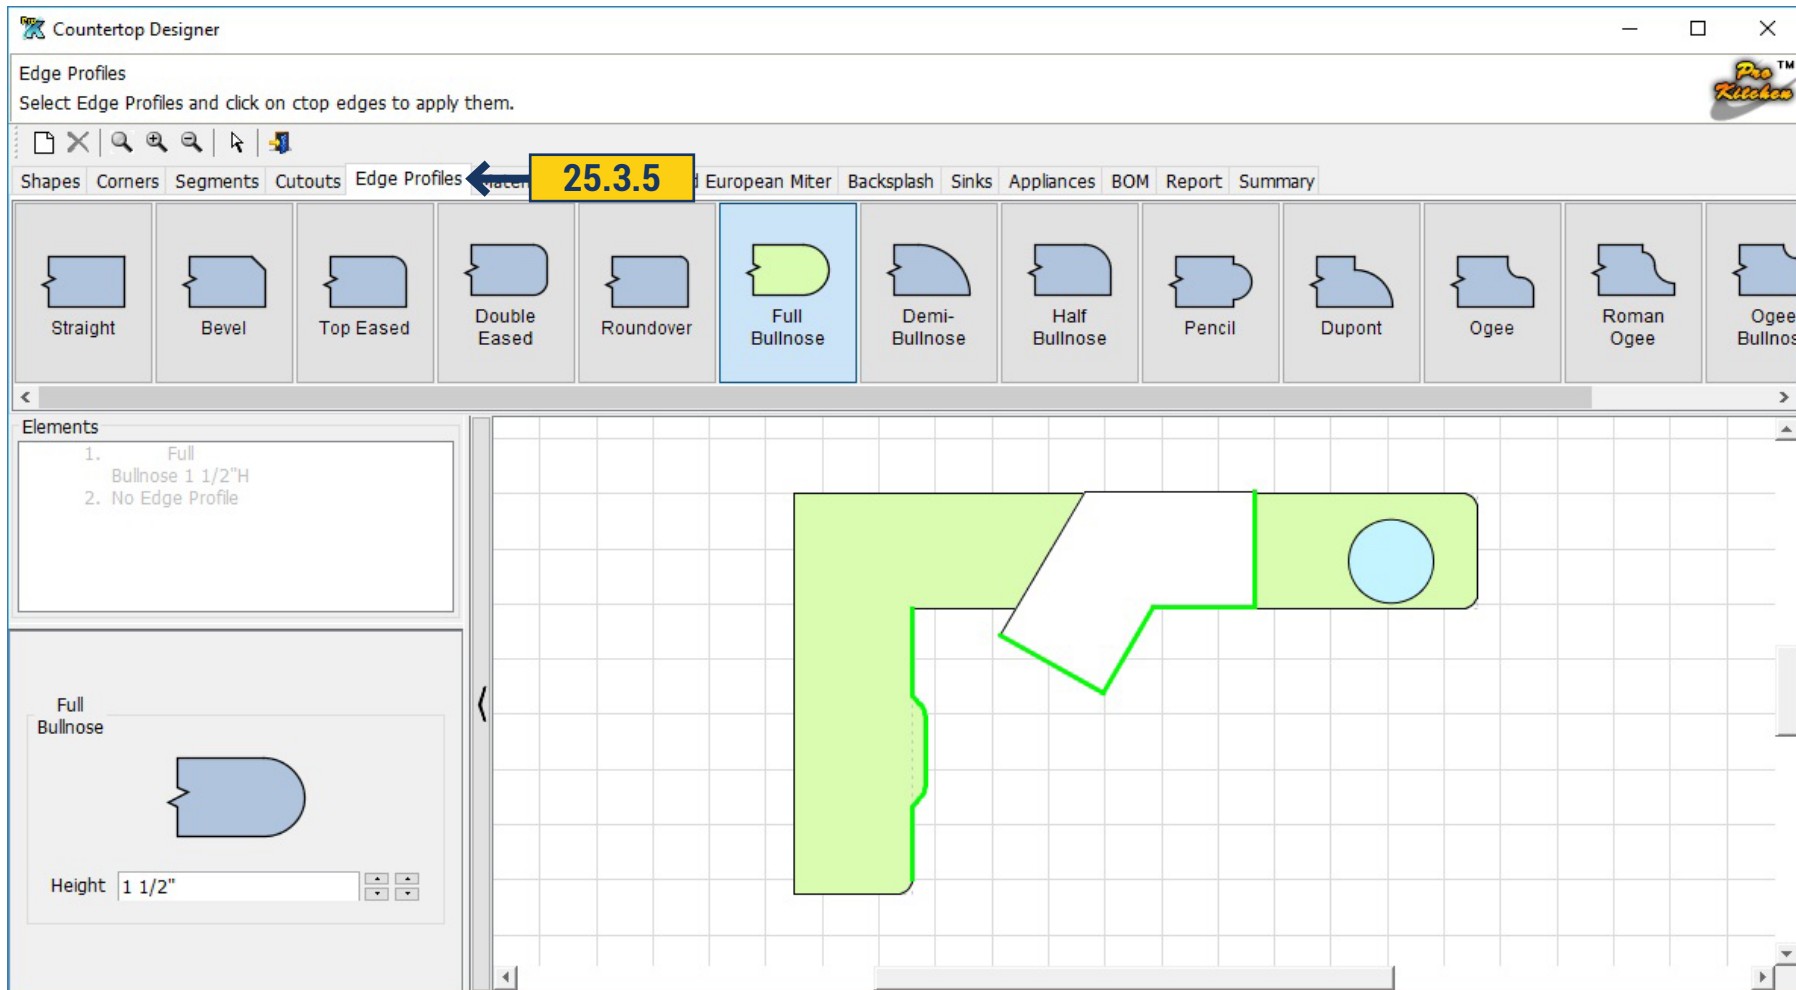 Countertop Designer
Edge Profiles
Select Edge Profiles and click on ctop edges to apply them.
Pro TM
Kitchen
Shapes Corners Segments Cutouts Edge Profiles 25.3.5 European Miter Backsplash Sinks Appliances BOM Report Summary
Straight
Bevel
Top Eased
Double
Eased
Roundover
Full
Bullnose
Demi-
Bullnose
Half
Bullnose
Pencil
Dupont
Ogee
Roman
Ogee
Ogee
Elements
1. Full
Bullnose 1 1/2"H
2. No Edge Profile
Full
Bullnose
Height 1 1/2"